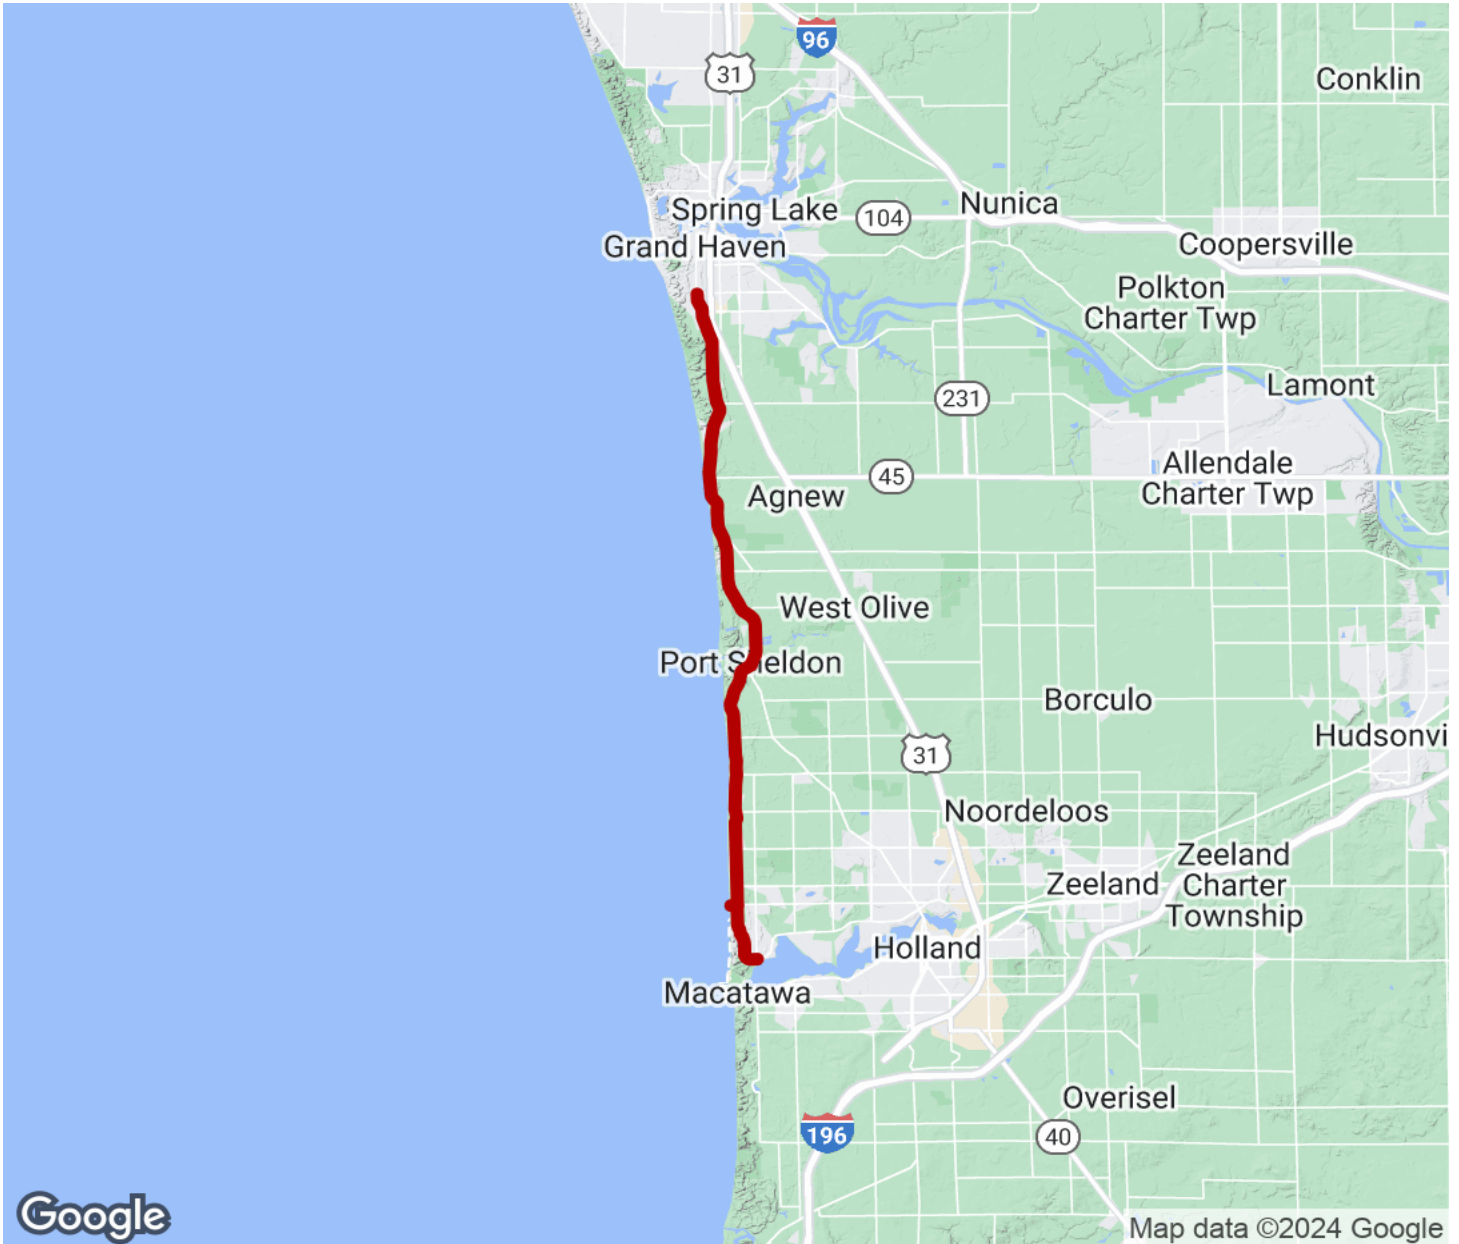 96
31
Conklin
Spring Lake
104
Nunica
Grand Haven
Coopersville
Polkton
Charter Twp
Lamont
231
Allendale
Charter Twp
45
Agnew
West Olive
Port Sheldon
Borculo
Hudsonvi
31
Noordeloos
Zeeland
Charter
Township
Zeeland
Holland
Macatawa
Overisel
196
40
Google
Map data ©2024 Google